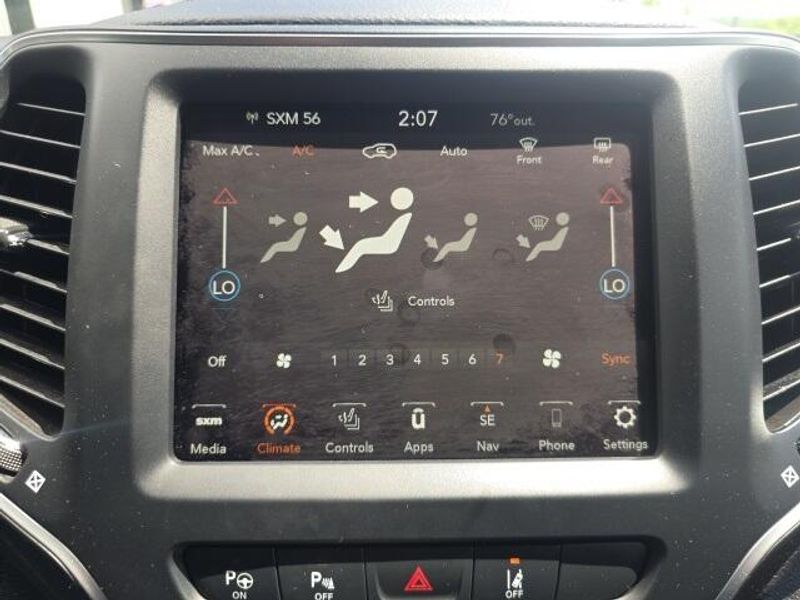 SXM 56 2:07 76°out.
Max A/C A/C Auto Front Rear
LO LO
Controls
Off 1 2 3 4 5 6 7 Sync
sxm ū SE
Media Climate Controls Apps Nav Phone Settings
P ON P OFF OFF